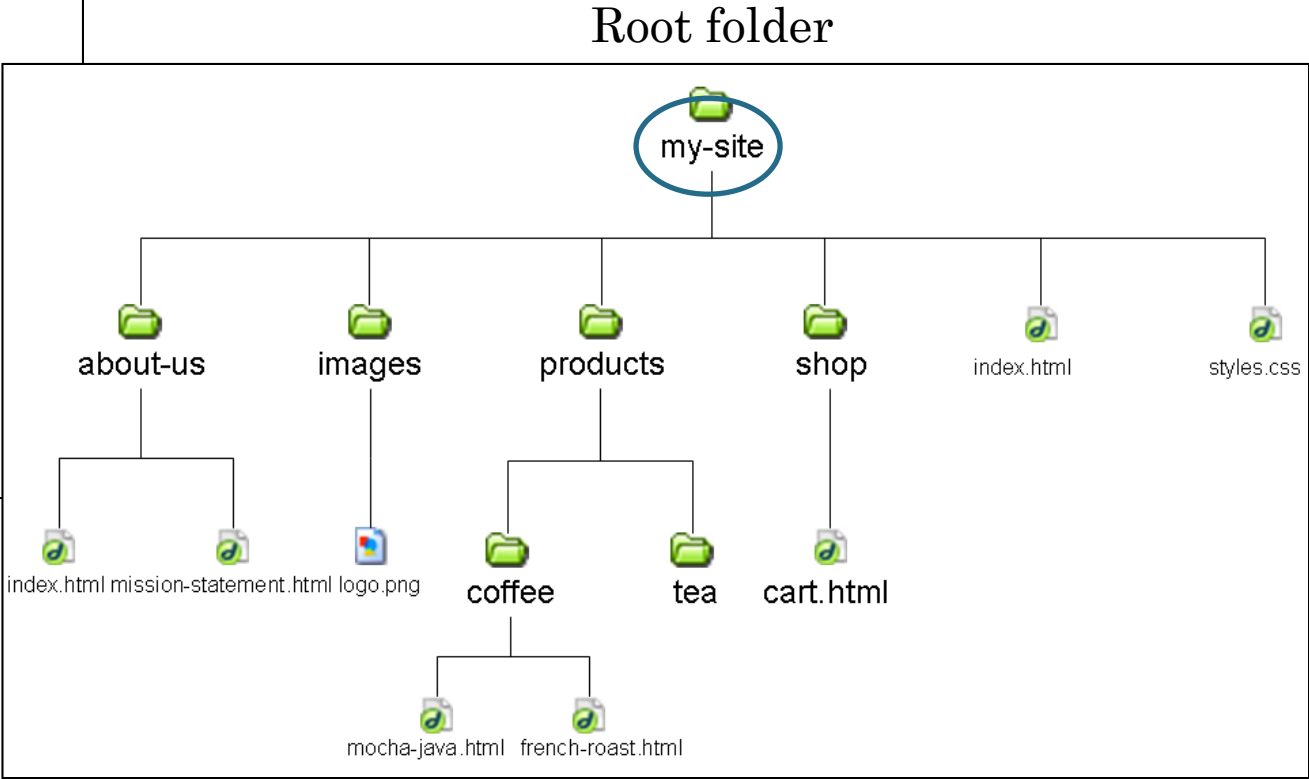 Root folder
my-site
about-us images products shop index.html styles.css
index.html mission-statement.html logo.png coffee tea cart.html
mocha-java.html french-roast.html